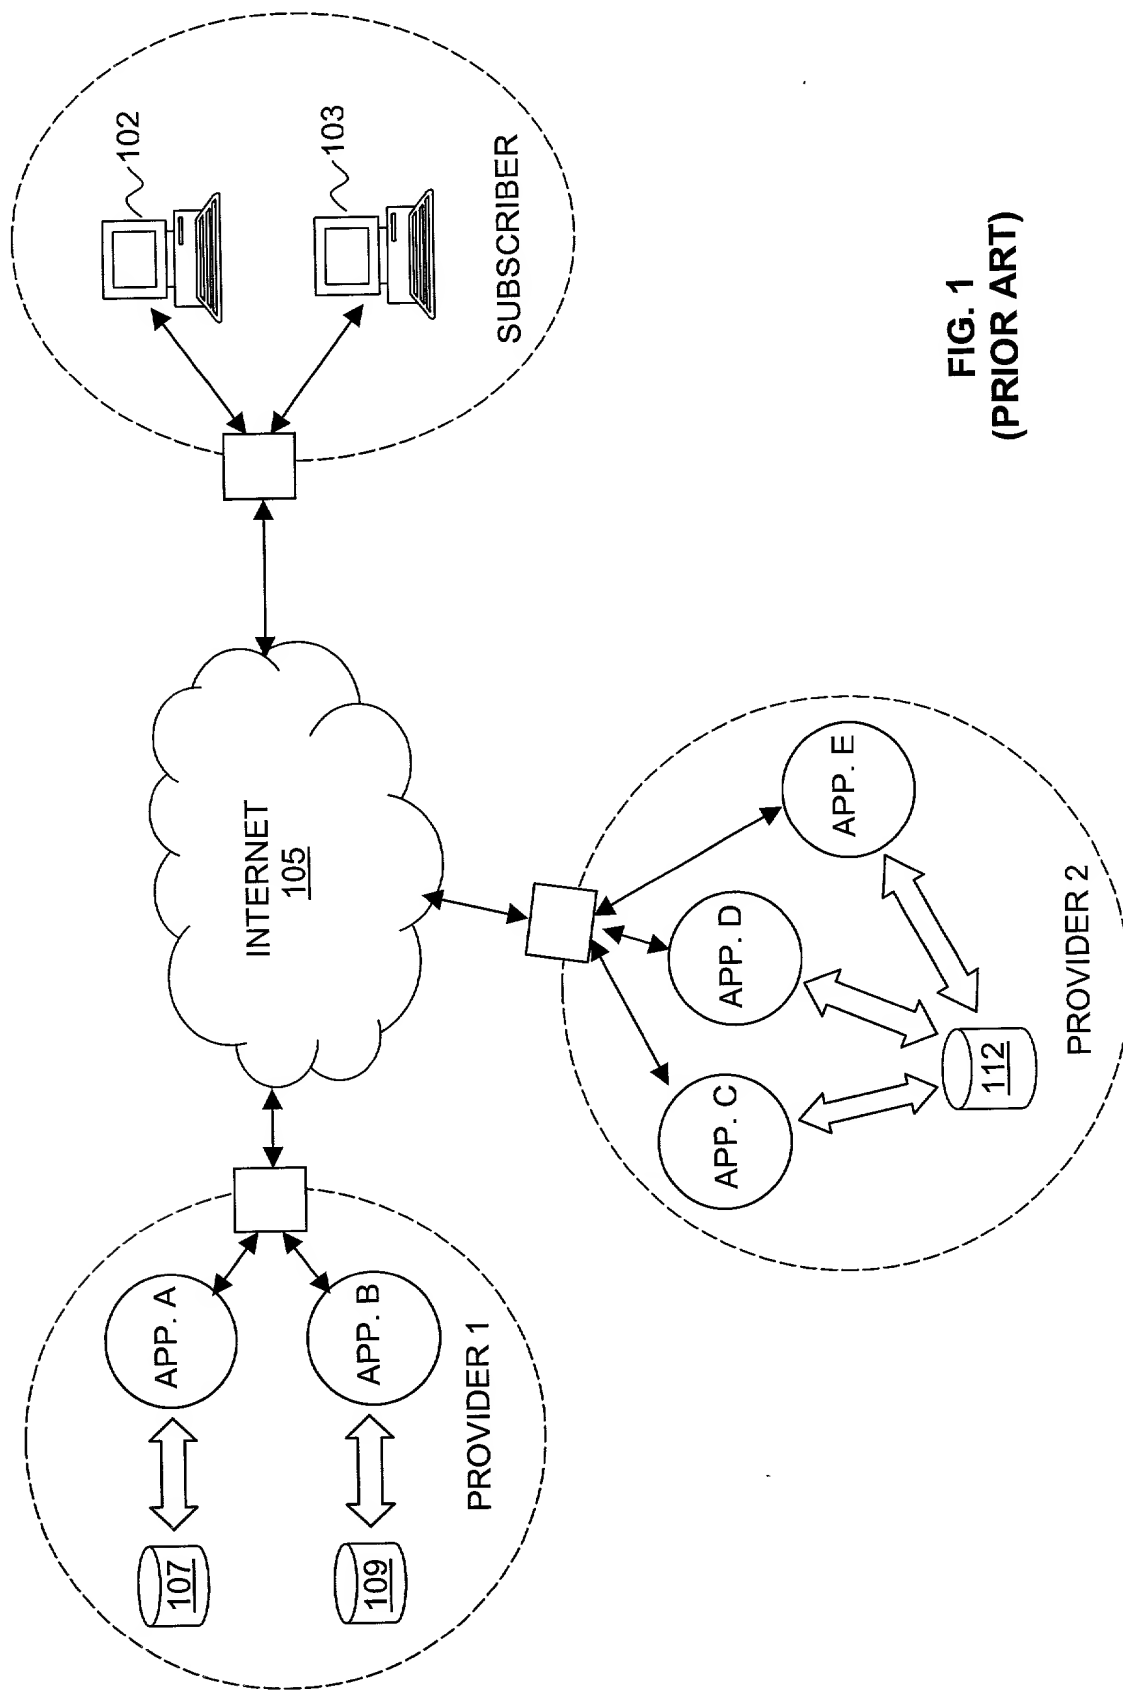 107
APP. A
109
APP. B
PROVIDER 1
INTERNET
105
102
103
SUBSCRIBER
APP. C
APP. D
APP. E
112
PROVIDER 2
FIG. 1
(PRIOR ART)